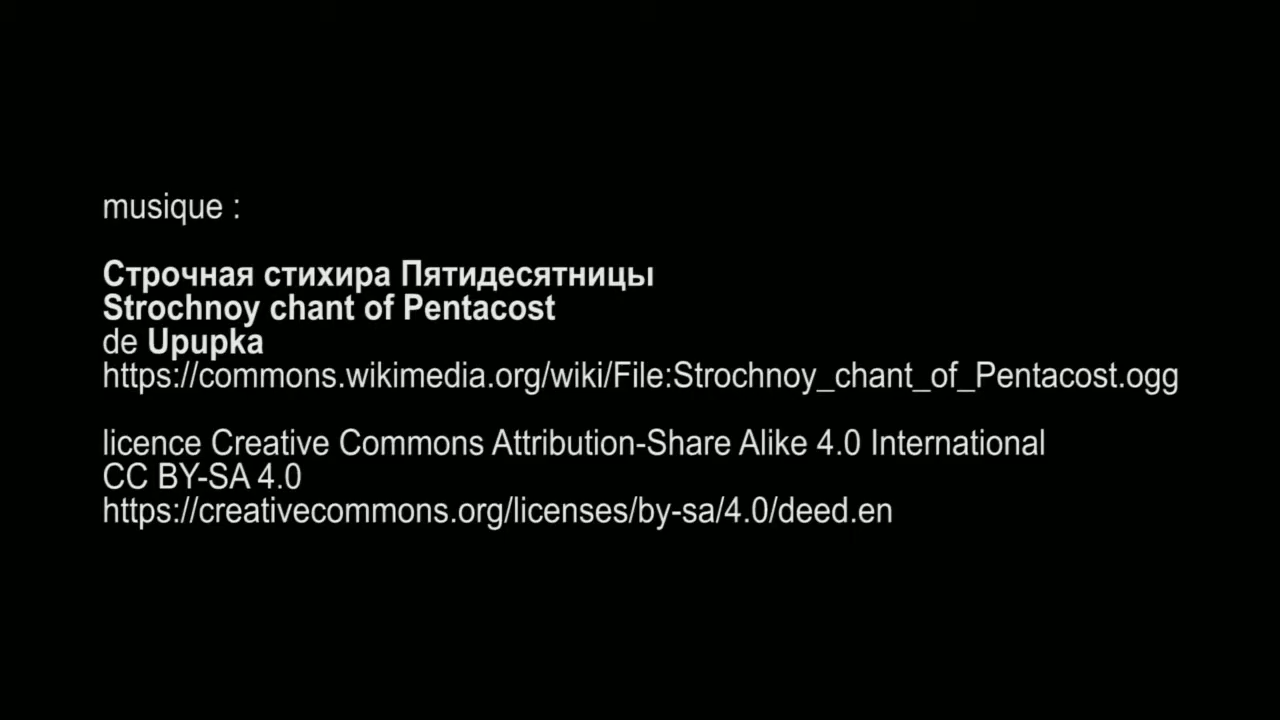 musique :
Строчная стихира Пятидесятницы
Strochnoy chant of Pentacost
de Upupka
https://commons.wikimedia.org/wiki/File:Strochnoy_chant_of_Pentacost.ogg
licence Creative Commons Attribution-Share Alike 4.0 International
CC BY-SA 4.0
https://creativecommons.org/licenses/by-sa/4.0/deed.en